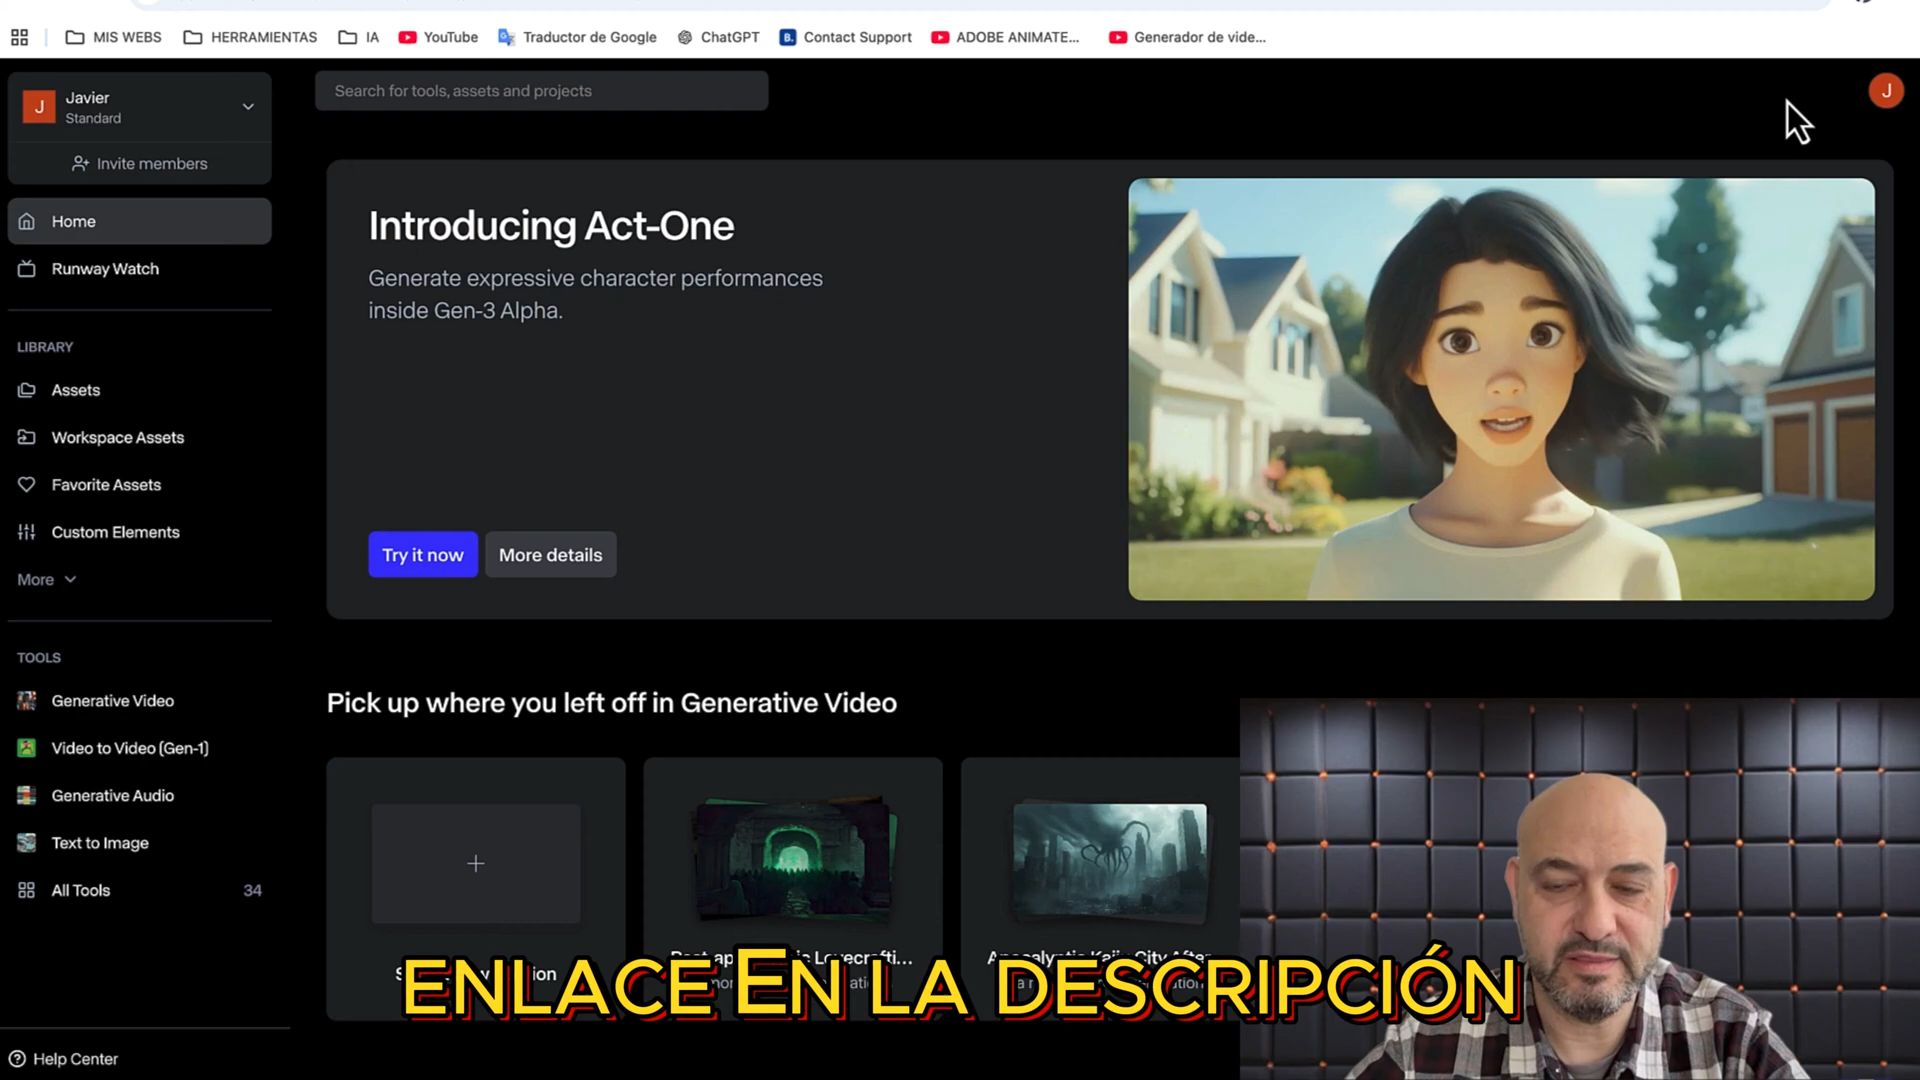 MIS WEBS
HERRAMIENTAS
IA
YouTube
Traductor de Google
ChatGPT
B.
Contact Support
ADOBE ANIMATE...
Generador de vide...
J
Javier
Standard
Search for tools, assets and projects
J
Invite members
Home
Runway Watch
LIBRARY
Assets
Workspace Assets
Favorite Assets
Custom Elements
More
TOOLS
Generative Video
Video to Video (Gen-1)
Generative Audio
Text to Image
All Tools
34
Help Center
Introducing Act-One
Generate expressive character performances
inside Gen-3 Alpha.
Try it now
More details
Pick up where you left off in Generative Video
ENLACE EN LA DESCRIPCIÓN